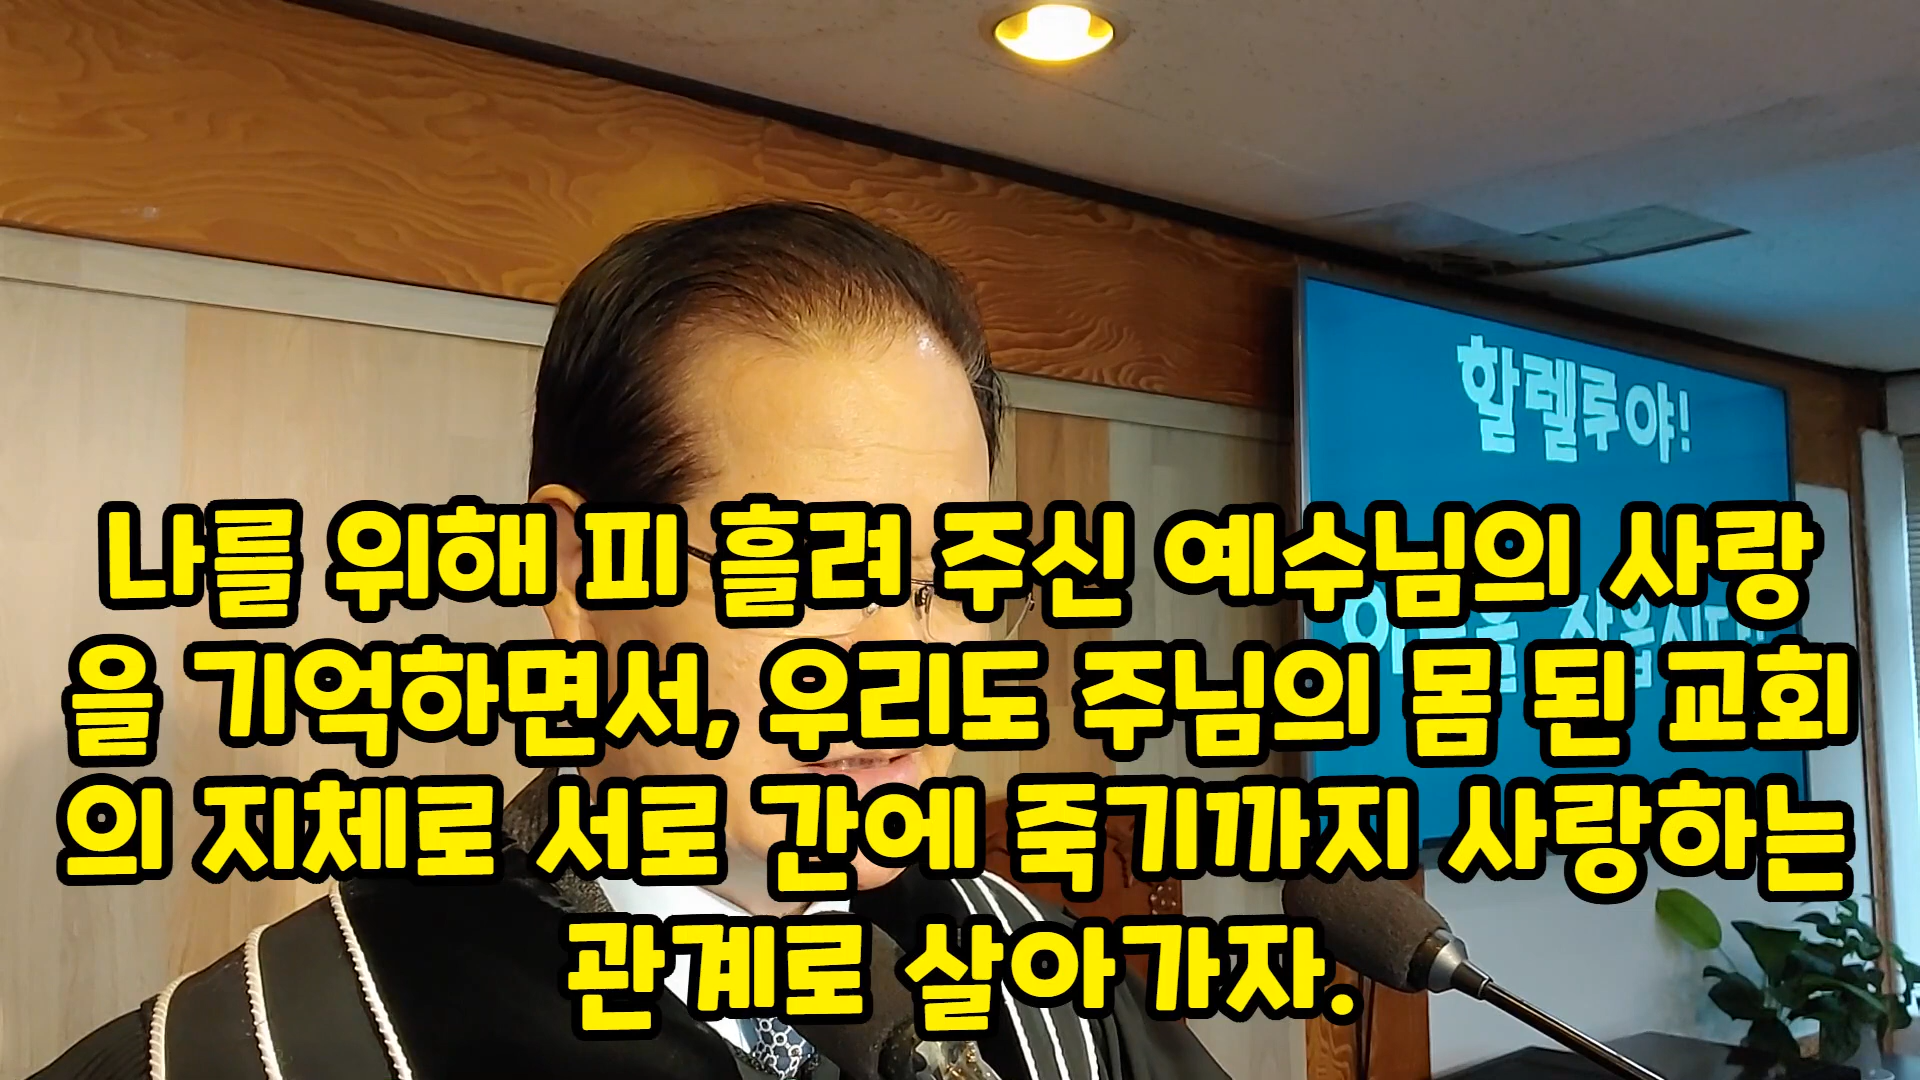 할렐루야!
나를 위해 피 흘려 주신 예수님의 사랑
을 기억하면서, 우리도 주님의 몸 된 교회
의 지체로 서로 간에 죽기까지 사랑하는
관계로 살아가자.